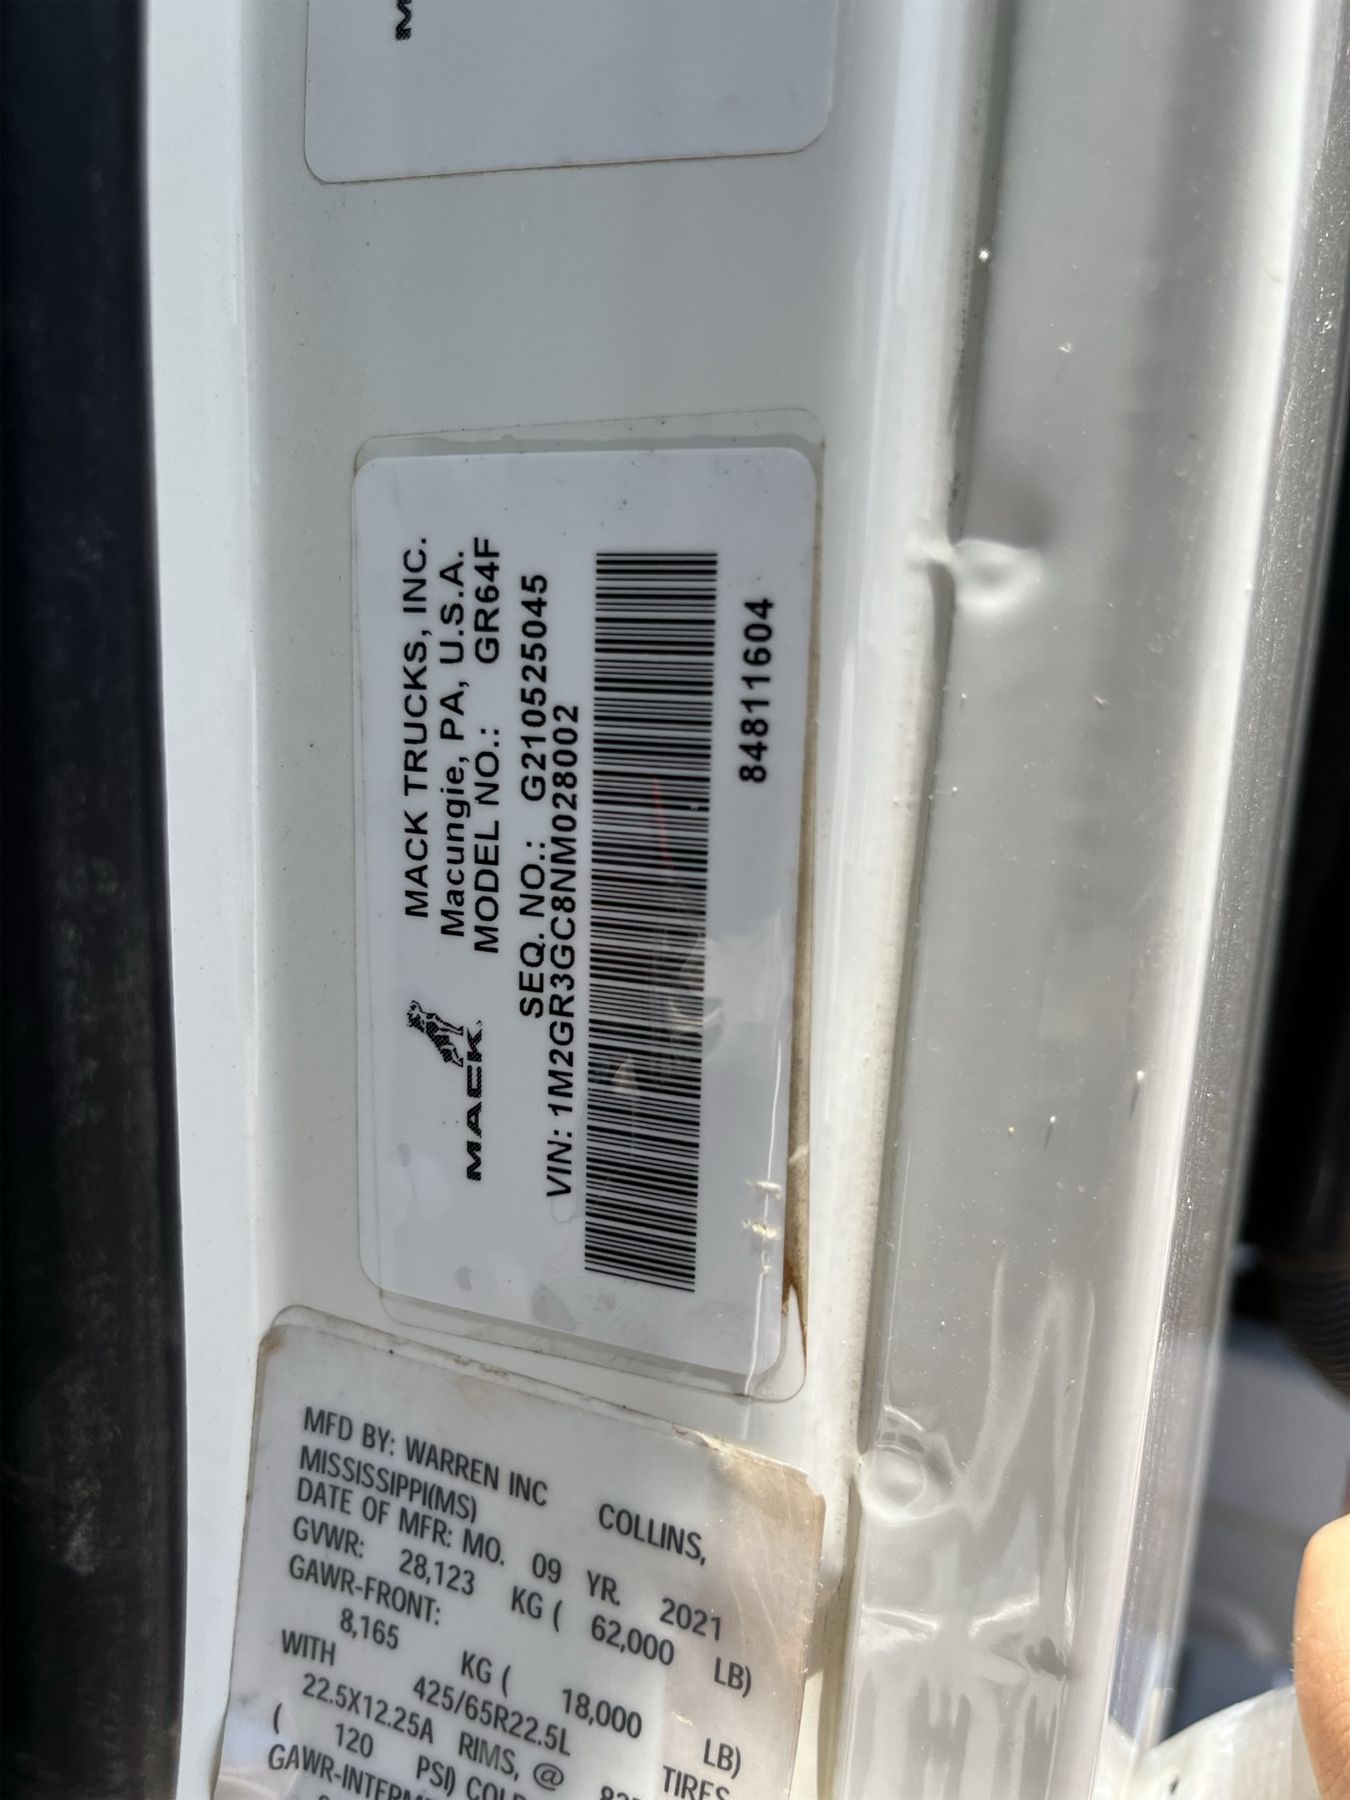 M
MACK TRUCKS, INC.
Macungie, PA, U.S.A.
MODEL NO.: GR64F
MACK
SEQ. NO.: G210525045
VIN: 1M2GR3GC8NM028002
84811604
MFD BY: WARREN INC COLLINS,
MISSISSIPPI(MS)
DATE OF MFR: MO. 09 YR. 2021
GVWR: 28,123 KG ( 62,000 LB)
GAWR-FRONT:
8,165 KG ( 18,000 LB)
WITH 425/65R22.5L TIRES
22.5X12.25A RIMS, @
( 120 PSI)